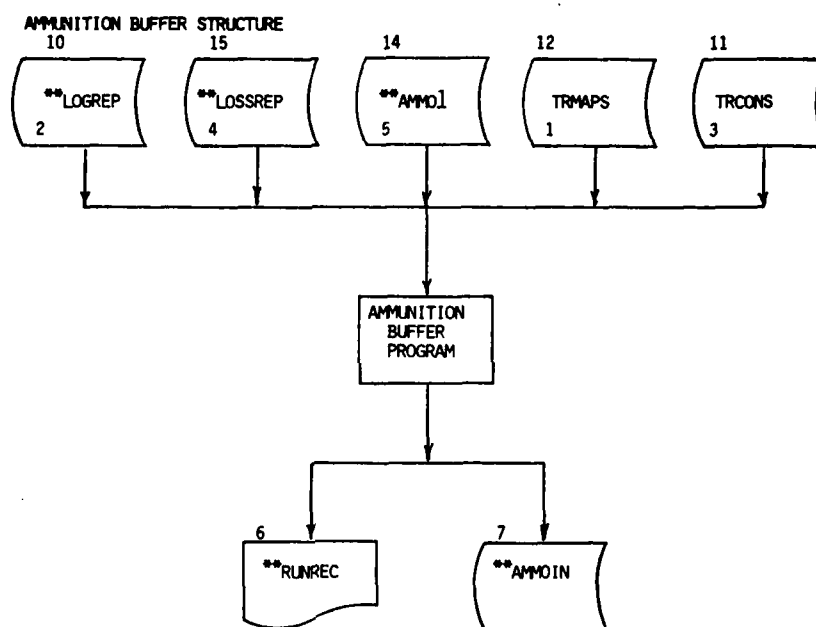 AMMUNITION BUFFER STRUCTURE
10 15 14 12 11
**LOGREP **LOSSREP **AMMO1 TRMAPS TRCONS
2 4 5 1 3
AMMUNITION
BUFFER
PROGRAM
6 7
**RUNREC **AMMOIN